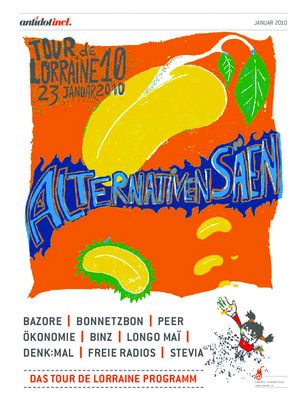 antidotincl.
JANUAR 2010
TOUR de
LORRAINE 10
23 JANUAR 2010
ALTERNATIVEN SÄEN
BAZORE | BONNETZBON | PEER
ÖKONOMIE | BINZ | LONGO MAÏ |
DENK:MAL | FREIE RADIOS | STEVIA
DAS TOUR DE LORRAINE PROGRAMM